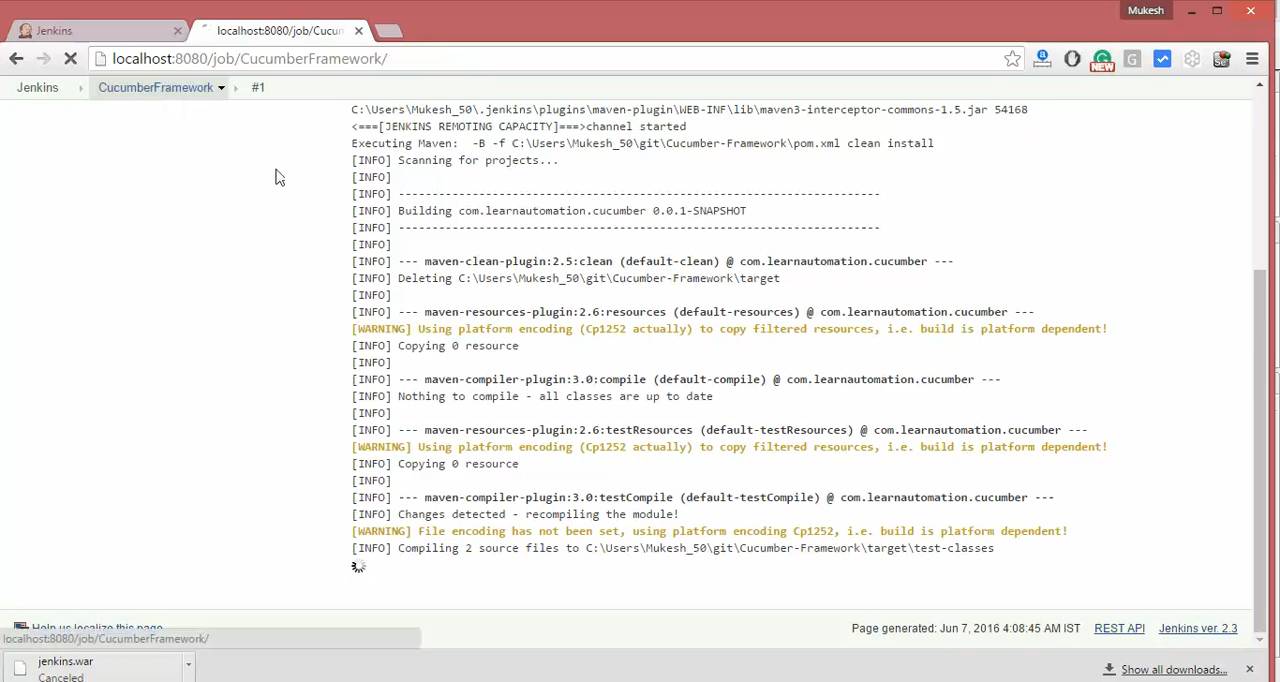 Mukesh
Jenkins
localhost:8080/job/Cucum
localhost:8080/job/CucumberFramework/
NEW
Jenkins
CucumberFramework
#1
C:\Users\Mukesh_50\.jenkins\plugins\maven-plugin\WEB-INF\lib\maven3-interceptor-commons-1.5.jar 54168
<===[JENKINS REMOTING CAPACITY]===>channel started
Executing Maven:  -B -f C:\Users\Mukesh_50\git\Cucumber-Framework\pom.xml clean install
[INFO] Scanning for projects...
[INFO]
[INFO] ------------------------------------------------------------------------
[INFO] Building com.learnautomation.cucumber 0.0.1-SNAPSHOT
[INFO] ------------------------------------------------------------------------
[INFO]
[INFO] --- maven-clean-plugin:2.5:clean (default-clean) @ com.learnautomation.cucumber ---
[INFO] Deleting C:\Users\Mukesh_50\git\Cucumber-Framework\target
[INFO]
[INFO] --- maven-resources-plugin:2.6:resources (default-resources) @ com.learnautomation.cucumber ---
[WARNING] Using platform encoding (Cp1252 actually) to copy filtered resources, i.e. build is platform dependent!
[INFO] Copying 0 resource
[INFO]
[INFO] --- maven-compiler-plugin:3.0:compile (default-compile) @ com.learnautomation.cucumber ---
[INFO] Nothing to compile - all classes are up to date
[INFO]
[INFO] --- maven-resources-plugin:2.6:testResources (default-testResources) @ com.learnautomation.cucumber ---
[WARNING] Using platform encoding (Cp1252 actually) to copy filtered resources, i.e. build is platform dependent!
[INFO] Copying 0 resource
[INFO]
[INFO] --- maven-compiler-plugin:3.0:testCompile (default-testCompile) @ com.learnautomation.cucumber ---
[INFO] Changes detected - recompiling the module!
[WARNING] File encoding has not been set, using platform encoding Cp1252, i.e. build is platform dependent!
[INFO] Compiling 2 source files to C:\Users\Mukesh_50\git\Cucumber-Framework\target\test-classes
Help us localize this page
Page generated: Jun 7, 2016 4:08:45 AM IST
REST API
Jenkins ver. 2.3
localhost:8080/job/CucumberFramework/
jenkins.war
Canceled
Show all downloads...